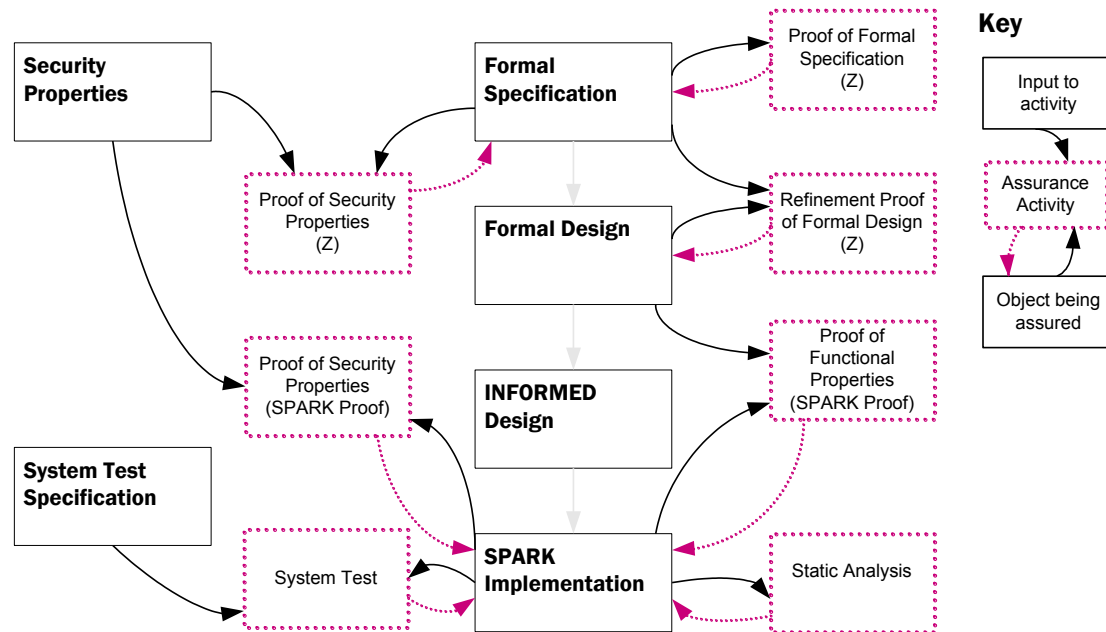 Security
Properties
Formal
Specification
Proof of Formal
Specification
(Z)
Key
Input to
activity
Assurance
Activity
Object being
assured
Proof of Security
Properties
(Z)
Formal Design
Refinement Proof
of Formal Design
(Z)
Proof of Security
Properties
(SPARK Proof)
INFORMED
Design
Proof of
Functional
Properties
(SPARK Proof)
System Test
Specification
System Test
SPARK
Implementation
Static Analysis